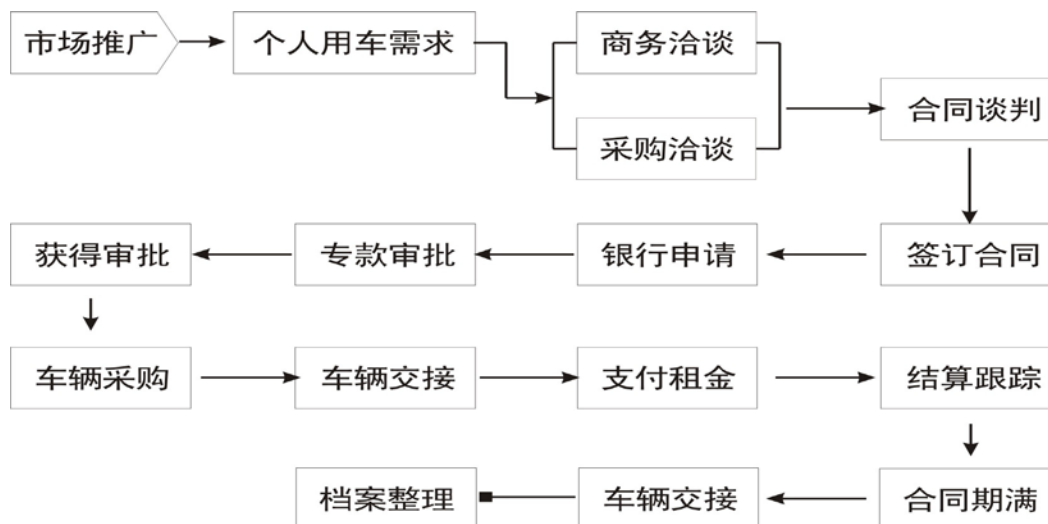 市场推广
个人用车需求
商务洽谈
采购洽谈
合同谈判
签订合同
银行申请
专款审批
获得审批
车辆采购
车辆交接
支付租金
结算跟踪
合同期满
车辆交接
档案整理